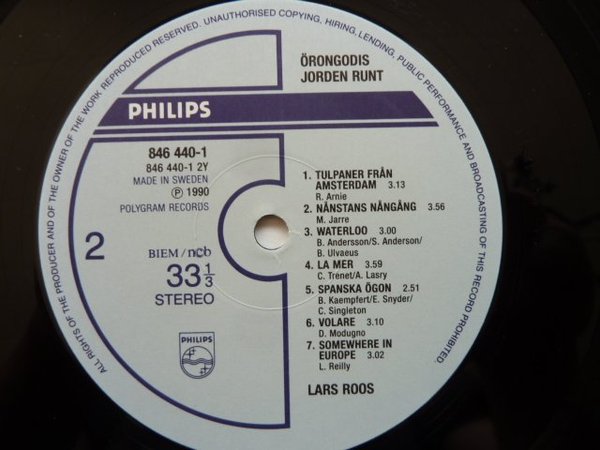 ALL RIGHTS OF THE PRODUCER AND OF THE OWNER OF THE WORK REPRODUCED RESERVED. UNAUTHORISED COPYING, HIRING, LENDING, PUBLIC PERFORMANCE AND BROADCASTING OF THIS RECORD PROHIBITED.
ÖRONGODIS
JORDEN RUNT
PHILIPS
846 440-1
846 440-1 2Y
MADE IN SWEDEN
Ⓟ 1990
POLYGRAM RECORDS
2
BIEM/ncb
33 1/3
STEREO
PHILIPS
1. TULPANER FRÅN
AMSTERDAM 3.13
R. Arnie
2. NÅNSTANS NÅNGÅNG 3.56
M. Jarre
3. WATERLOO 3.00
B. Andersson/S. Anderson/
B. Ulvaeus
4. LA MER 3.59
C. Trenet/A. Lasry
5. SPANSKA ÖGON 2.51
B. Kaempfert/E. Snyder/
C. Singleton
6. VOLARE 3.10
D. Modugno
7. SOMEWHERE IN
EUROPE 3.02
L. Reilly
LARS ROOS